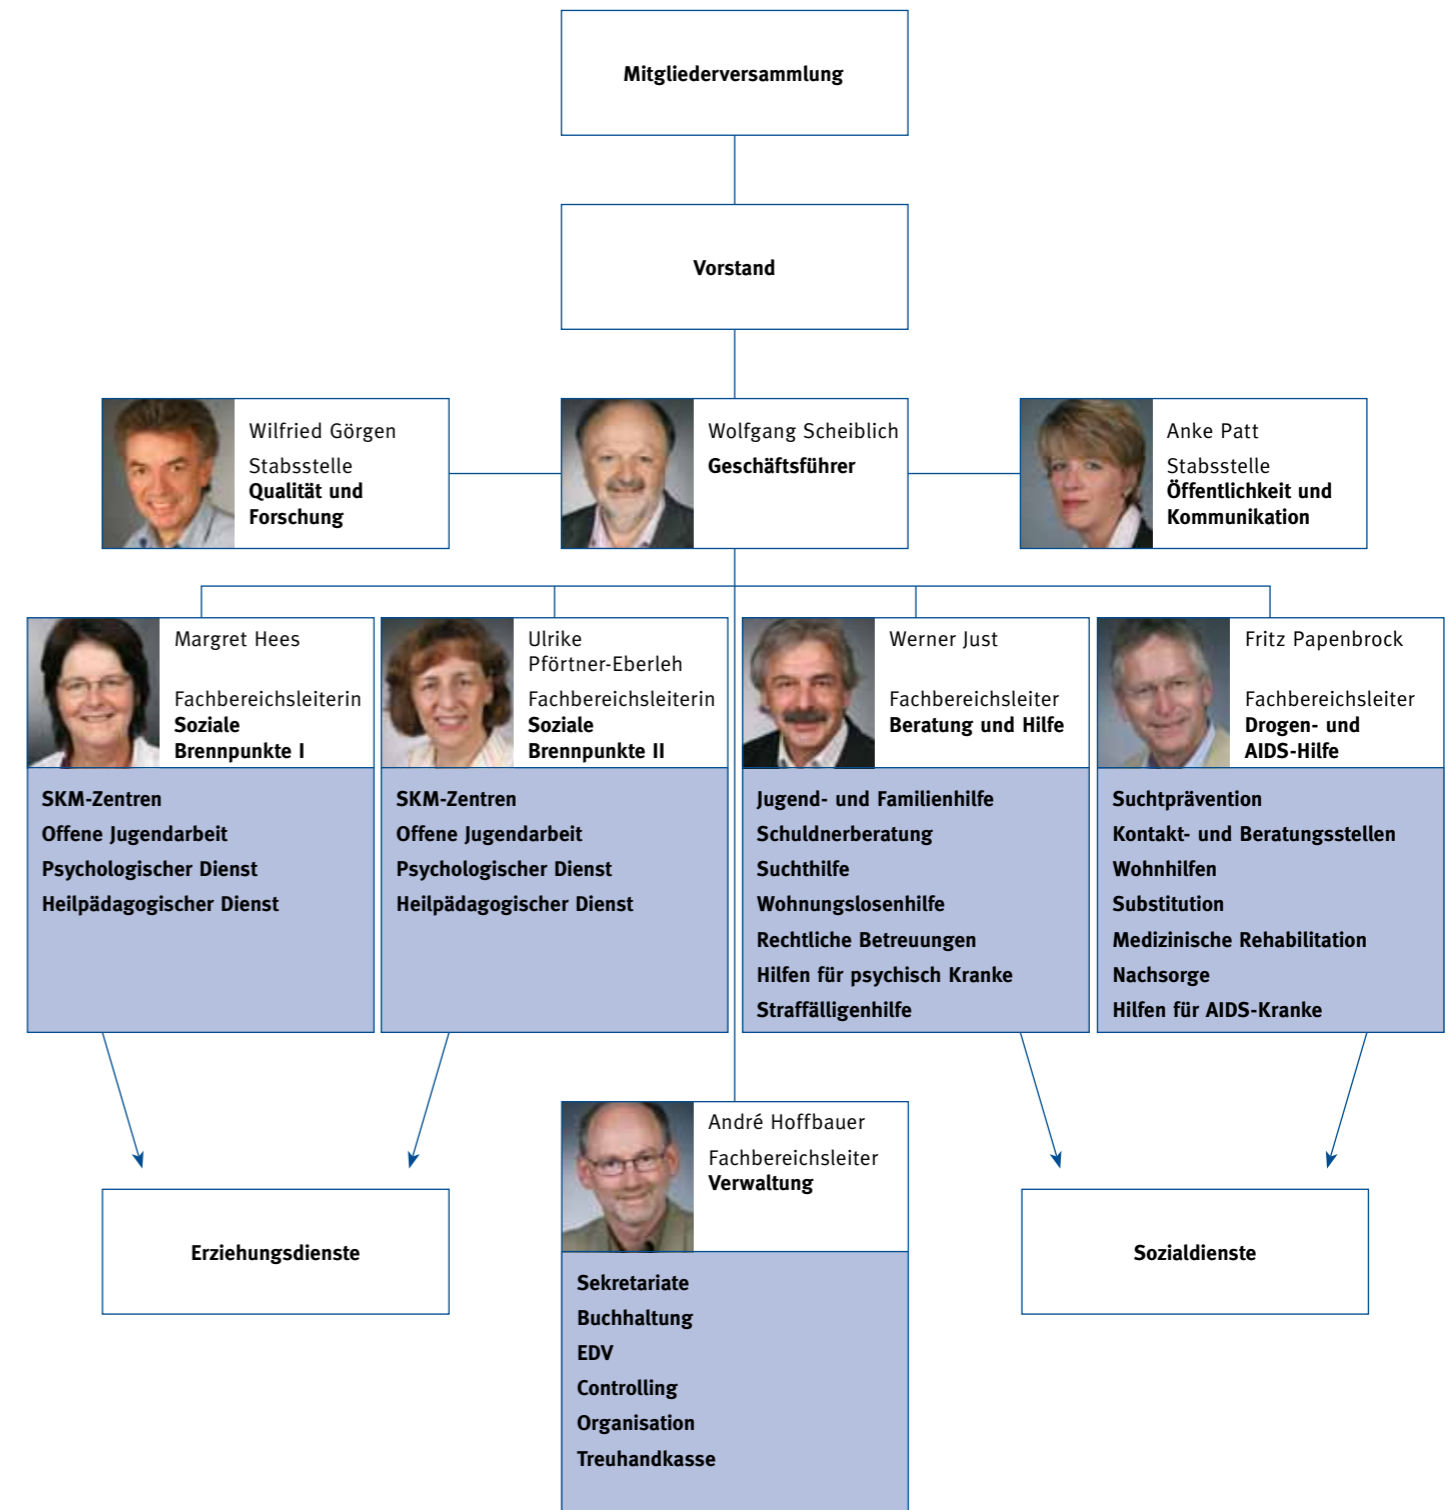 Mitgliederversammlung
Vorstand
Wilfried Görgen
Stabsstelle
Qualität und
Forschung
Wolfgang Scheiblich
Geschäftsführer
Anke Patt
Stabsstelle
Öffentlichkeit und
Kommunikation
Margret Hees
Fachbereichsleiterin
Soziale
Brennpunkte I
SKM-Zentren
Offene Jugendarbeit
Psychologischer Dienst
Heilpädagogischer Dienst
Ulrike
Pförtner-Eberleh
Fachbereichsleiterin
Soziale
Brennpunkte II
SKM-Zentren
Offene Jugendarbeit
Psychologischer Dienst
Heilpädagogischer Dienst
Werner Just
Fachbereichsleiter
Beratung und Hilfe
Jugend- und Familienhilfe
Schuldnerberatung
Suchthilfe
Wohnungslosenhilfe
Rechtliche Betreuungen
Hilfen für psychisch Kranke
Straffälligenhilfe
Fritz Papenbrock
Fachbereichsleiter
Drogen- und
AIDS-Hilfe
Suchtprävention
Kontakt- und Beratungsstellen
Wohnhilfen
Substitution
Medizinische Rehabilitation
Nachsorge
Hilfen für AIDS-Kranke
Erziehungsdienste
André Hoffbauer
Fachbereichsleiter
Verwaltung
Sekretariate
Buchhaltung
EDV
Controlling
Organisation
Treuhandkasse
Sozialdienste